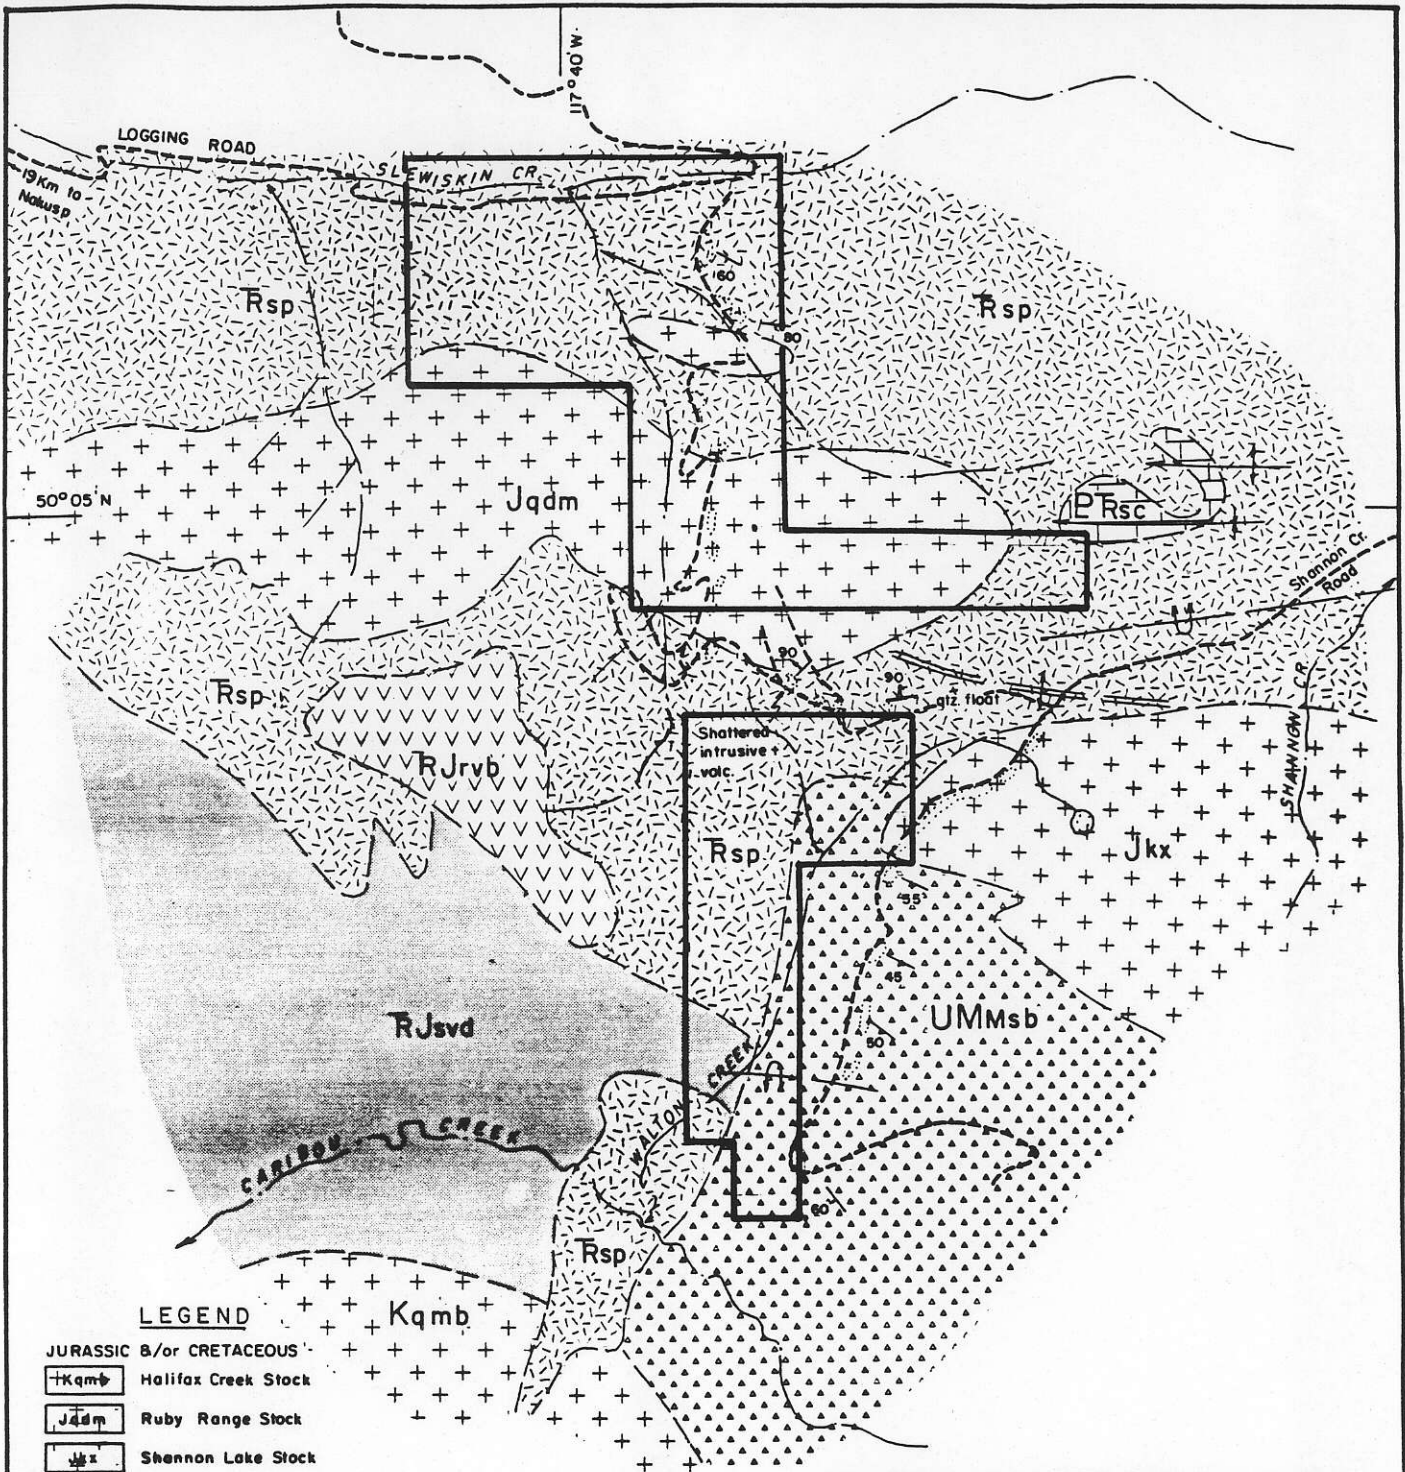 117° 40' W.
LOGGING ROAD
SLEWISKIN CR.
19 Km to
Nakusp
60
T̄Rsp
T̄Rsp
80
50° 05' N
Jqdm
PT̄Rsc
Shannon Cr.
Road
90
T̄Rsp
90
qtz. float
Shattered
intrusive +
volc.
SHANNON CR.
T̄RJrvb
T̄Rsp
Jkx
55
45
UMMsb
T̄RJsvd
50
WALTON CREEK
CARIBOU CREEK
60
T̄Rsp
Kqmb
LEGEND
JURASSIC &/or CRETACEOUS
Kqmb Halifax Creek Stock
Jqdm Ruby Range Stock
Jkx Shannon Lake Stock